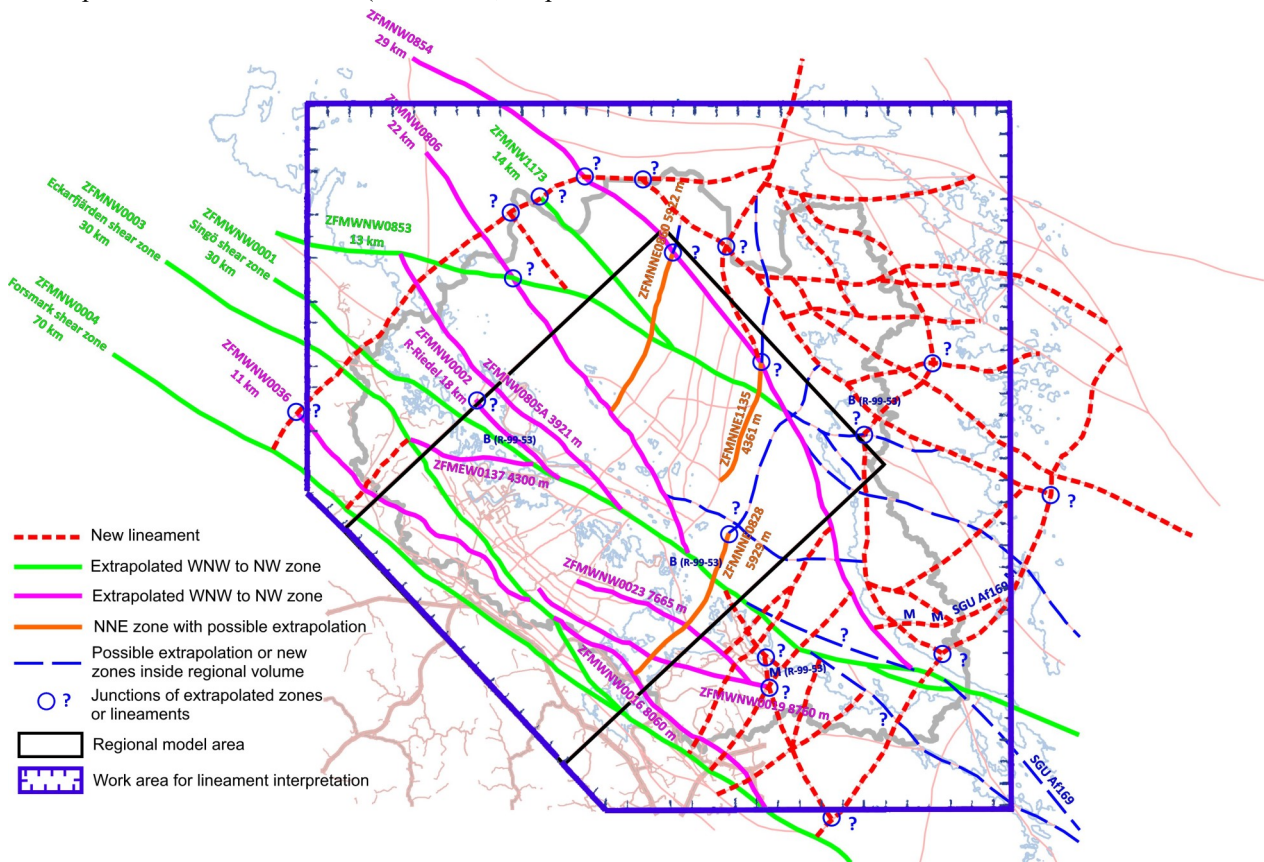 ZFMNW0854
29 km
ZFMNW0806
22 km
ZFMNW1173
14 km
ZFMNW0003
Eckarfjärden shear zone
30 km
ZFMWNW0001
Singö shear zone
30 km
ZFMWNW0853
13 km
ZFMNW0004
Forsmark shear zone
70 km
ZFMWNW0036
11 km
ZFMNNE0860 5922 m
ZFMNW0002
R-Riedel 18 km
ZFMNW0805A 3921 m
B (R-99-53)
ZFMEW0137 4300 m
ZFMNNE1135
4361 m
B (R-99-53)
ZFMNNE0828
5929 m
B (R-99-53)
ZFMWNW0023 7665 m
M M SGU Af169 M
M (R-99-53)
ZFMWNW0019 8760 m
ZFMWNW0016 8060 m
SGU Af169
? ? ? ? ? ? ? ? ? ? ? ? ? ? ? ? ? ? ? ?
New lineament
Extrapolated WNW to NW zone
Extrapolated WNW to NW zone
NNE zone with possible extrapolation
Possible extrapolation or new
zones inside regional volume
? Junctions of extrapolated zones
or lineaments
Regional model area
Work area for lineament interpretation